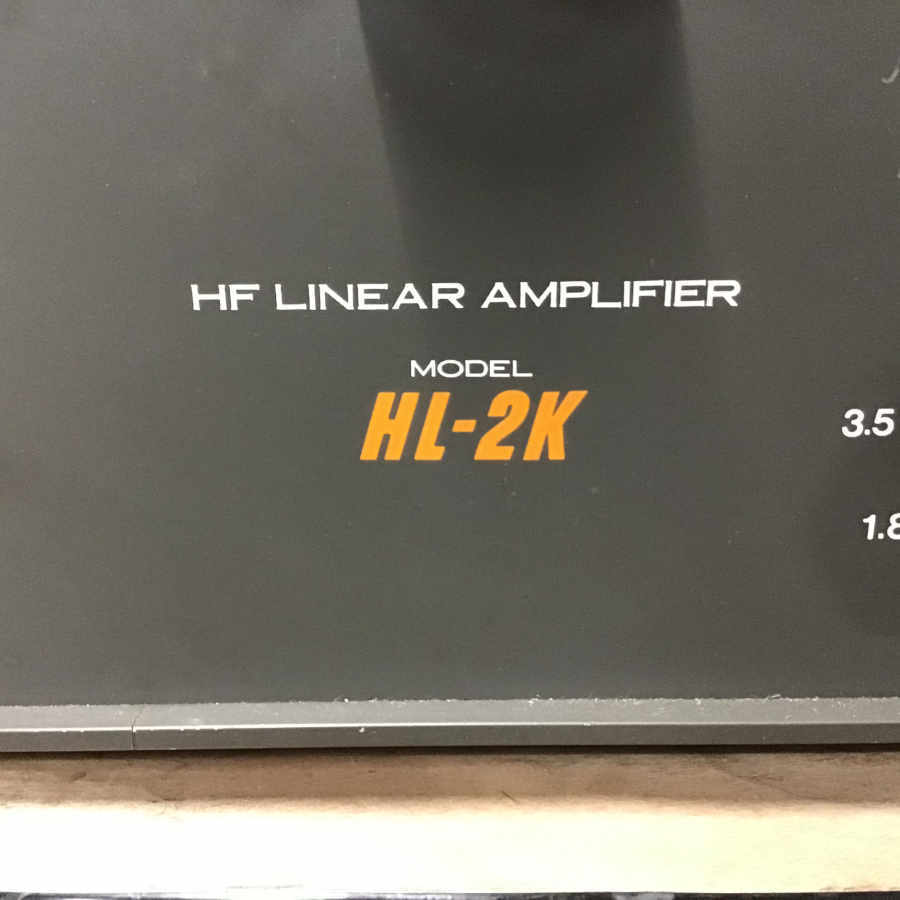 HF LINEAR AMPLIFIER
MODEL
HL-2K
3.5
1.8